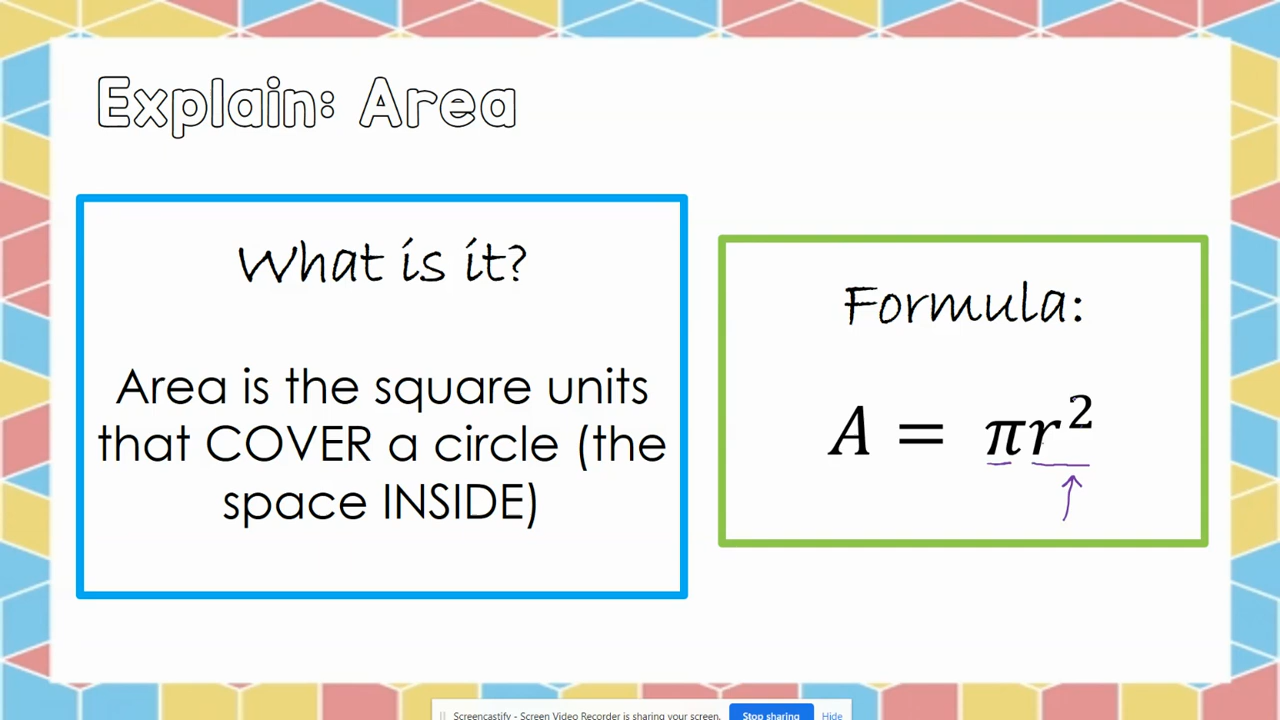 Explain: Area
What is it?
Area is the square units
that COVER a circle (the
space INSIDE)
Formula:
A = πr²
Screencastify - Screen Video Recorder is sharing your screen.
Stop sharing
Hide